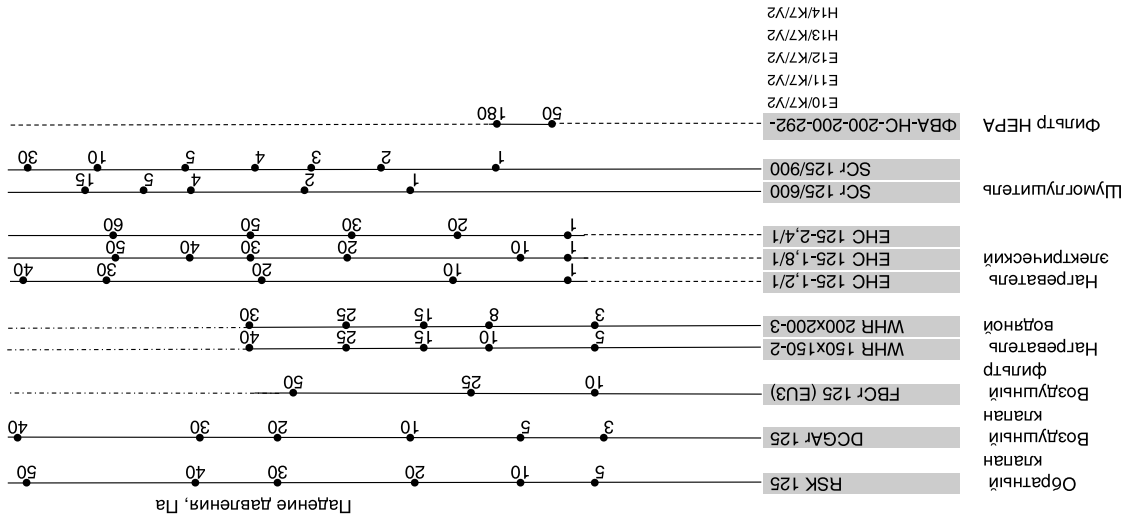 Падение давления, Па
Обратный RSK 125 5 10 20 30 40 50
клапан
Воздушный DCGAr 125 3 5 10 20 30 40
клапан
Воздушный FBCr 125 (EU3) 10 25 50
фильтр
Нагреватель WHR 150x150-2 5 10 15 25 40
водяной WHR 200x200-3 3 8 15 25 30
Нагреватель EHC 125-1,2/1 1 10 20 30 40
электрический EHC 125-1,8/1 1 10 20 30 40 50
EHC 125-2,4/1 1 20 30 50 60
Шумоглушитель SCr 125/600 1 2 4 5 15
SCr 125/900 1 2 3 4 5 10 30
Фильтр HEPA ФВА-HC-200-200-292- 50 180
E10/K7/У2
E11/K7/У2
E12/K7/У2
H13/K7/У2
H14/K7/У2